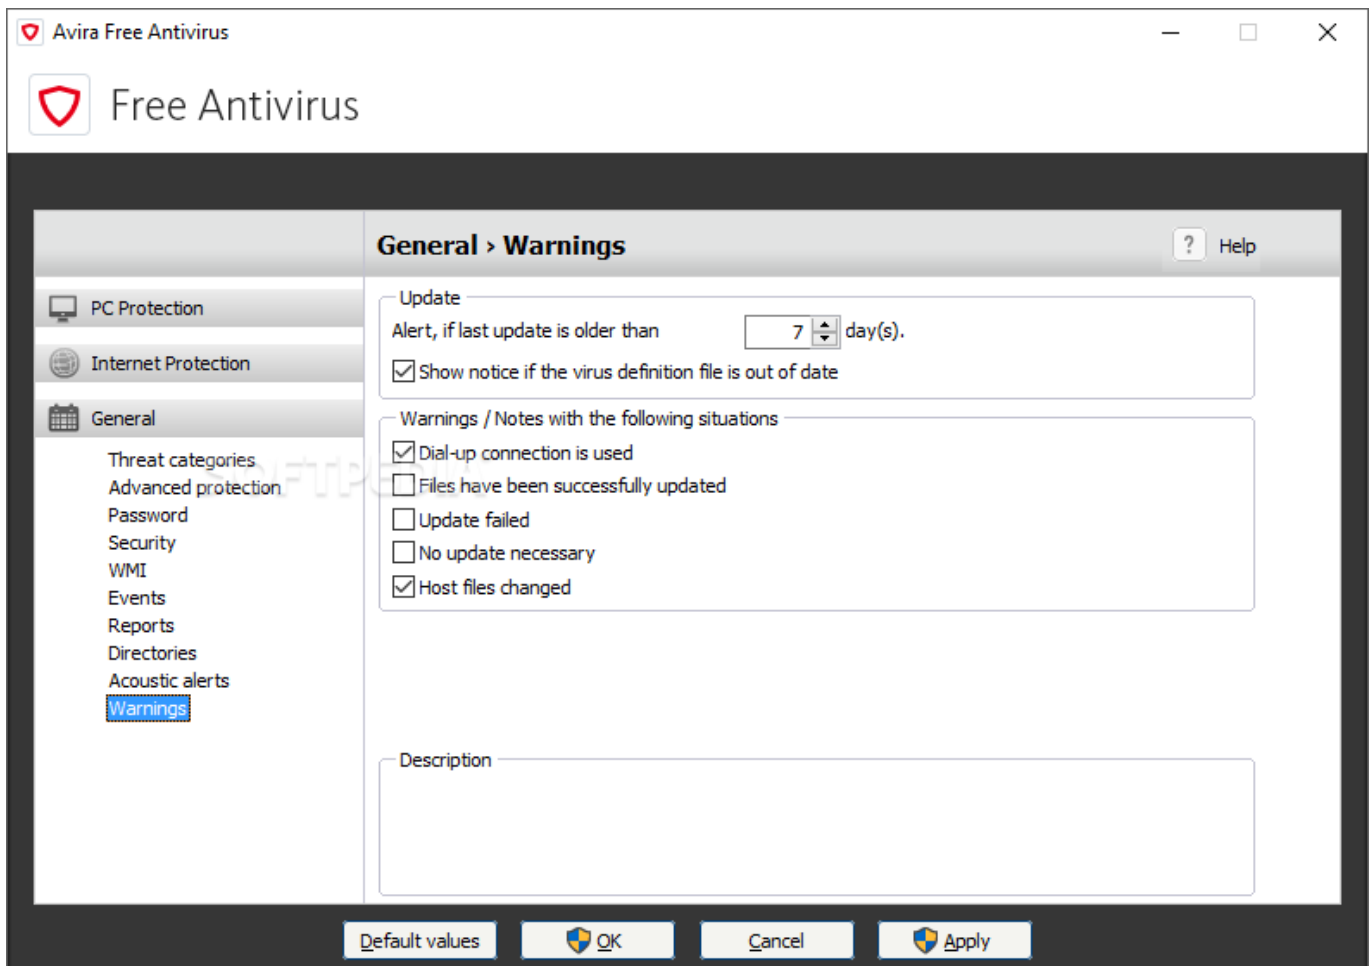 Avira Free Antivirus
Free Antivirus
General › Warnings
? Help
PC Protection
Internet Protection
General
Threat categories
Advanced protection
Password
Security
WMI
Events
Reports
Directories
Acoustic alerts
Warnings
Update
Alert, if last update is older than 7 day(s).
Show notice if the virus definition file is out of date
Warnings / Notes with the following situations
Dial-up connection is used
Files have been successfully updated
Update failed
No update necessary
Host files changed
Description
SOFTPEDIA
Default values OK Cancel Apply